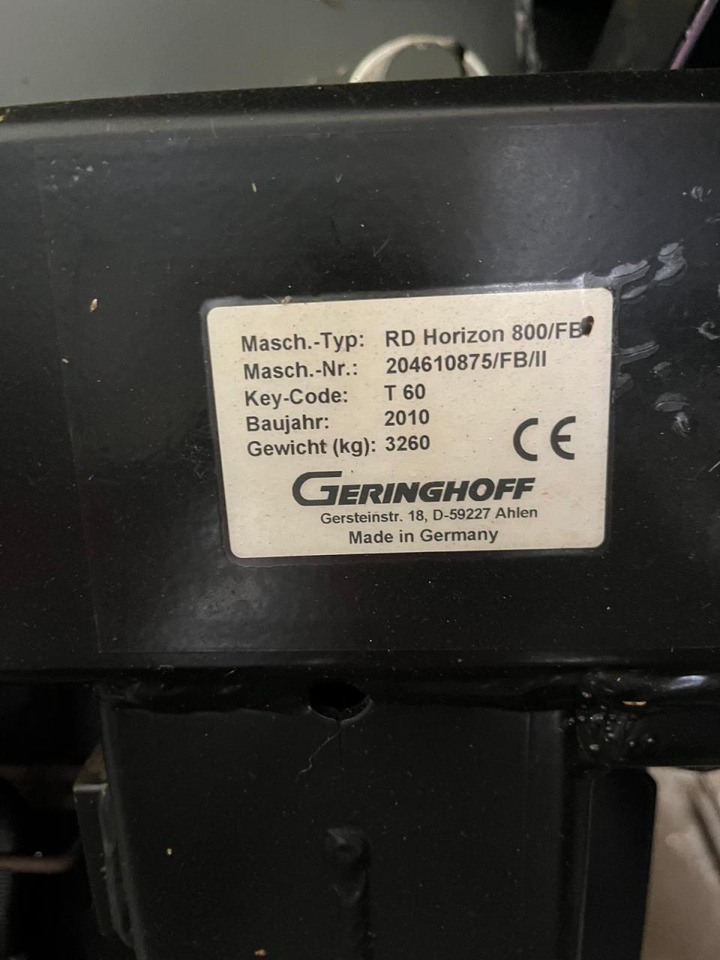 Masch.-Typ: RD Horizon 800/FB
Masch.-Nr.: 204610875/FB/II
Key-Code: T 60
Baujahr: 2010
Gewicht (kg): 3260
CE
GERINGHOFF
Gersteinstr. 18, D-59227 Ahlen
Made in Germany